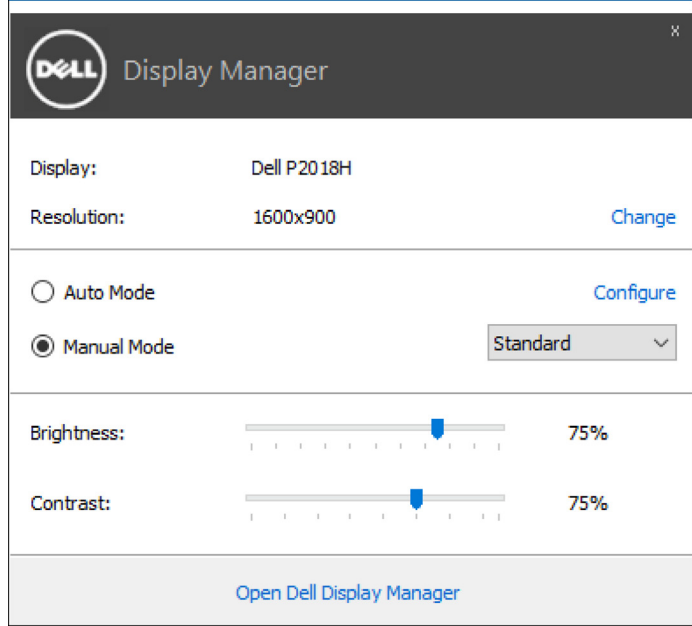 x
DELL Display Manager
Display: Dell P2018H
Resolution: 1600x900 Change
Auto Mode Configure
Manual Mode Standard
Brightness: 75%
Contrast: 75%
Open Dell Display Manager